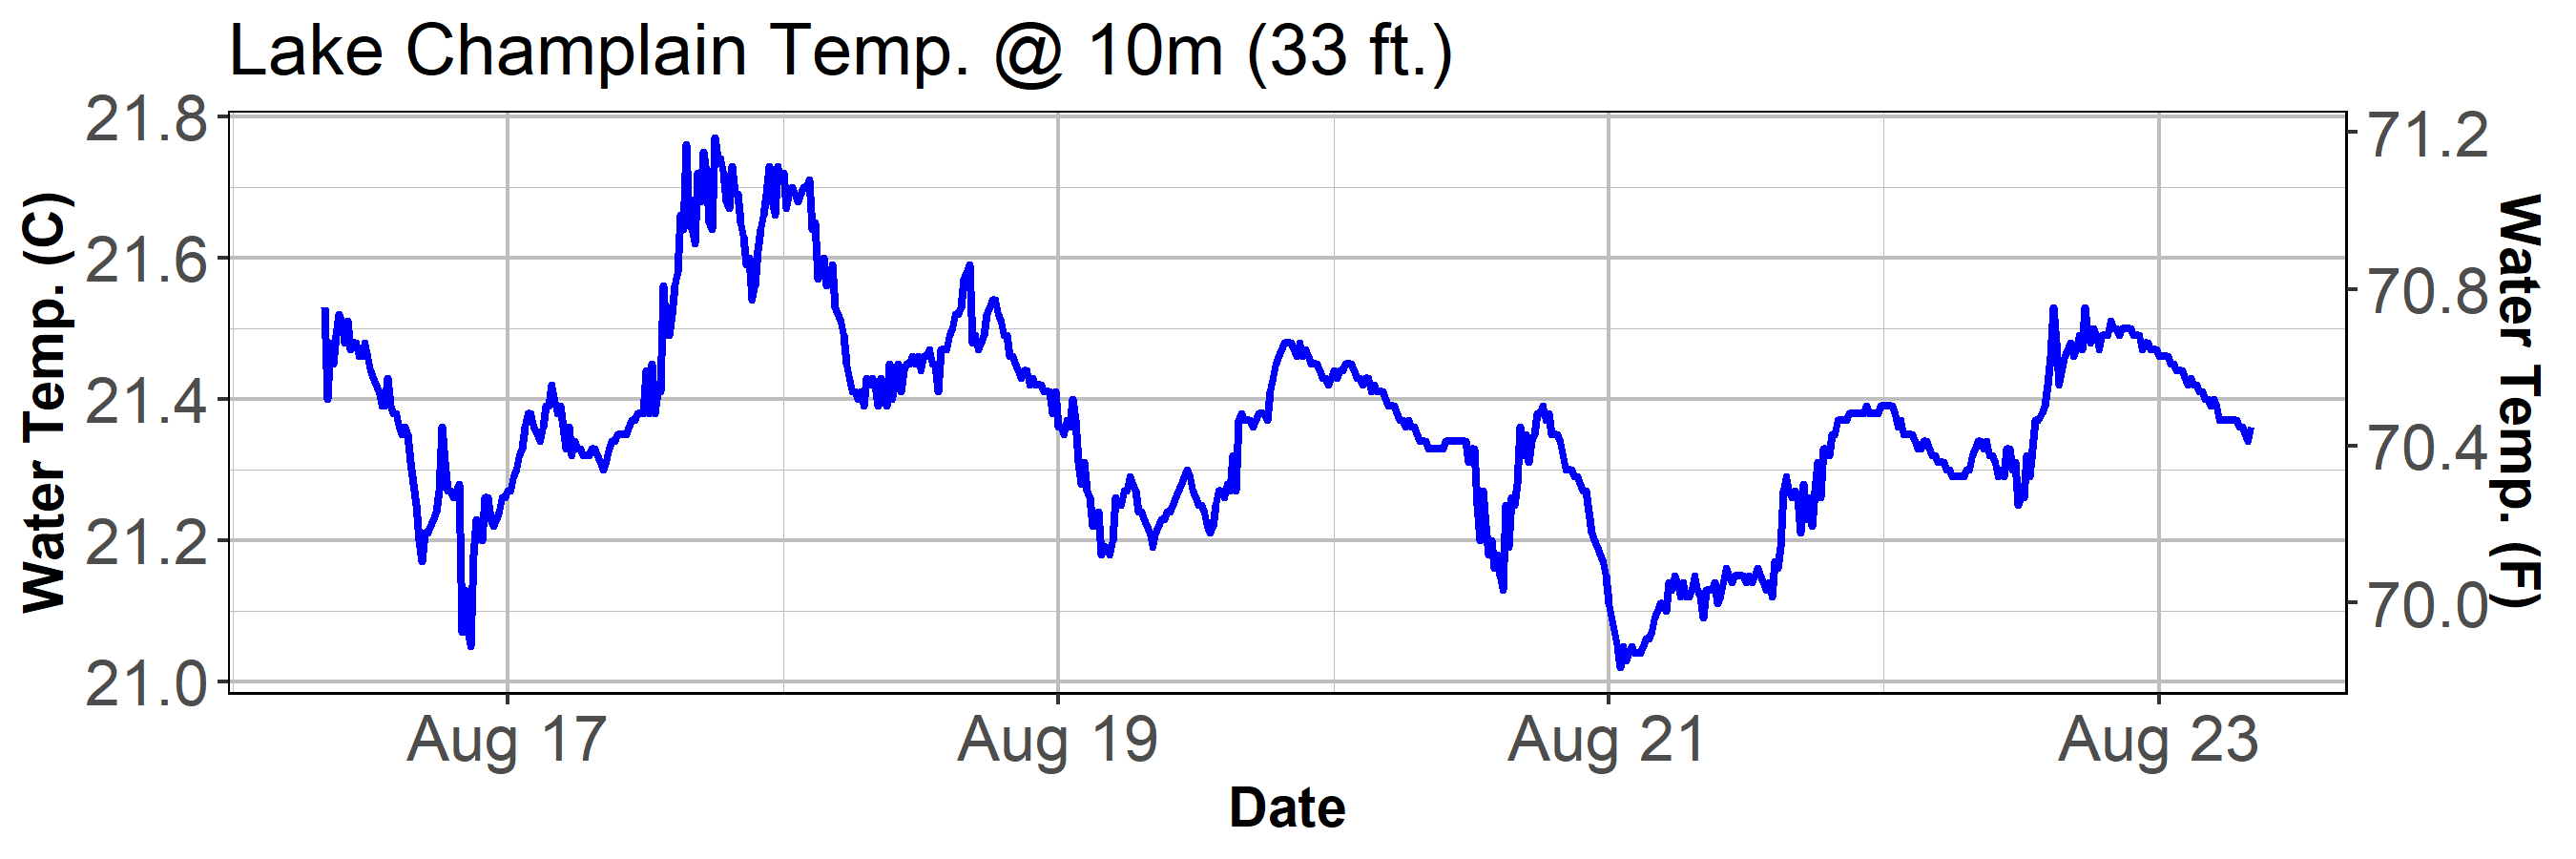 Lake Champlain Temp. @ 10m (33 ft.)
Water Temp. (C)
21.8
21.6
21.4
21.2
21.0
71.2
70.8
70.4
70.0
Water Temp. (F)
Aug 17
Aug 19
Aug 21
Aug 23
Date